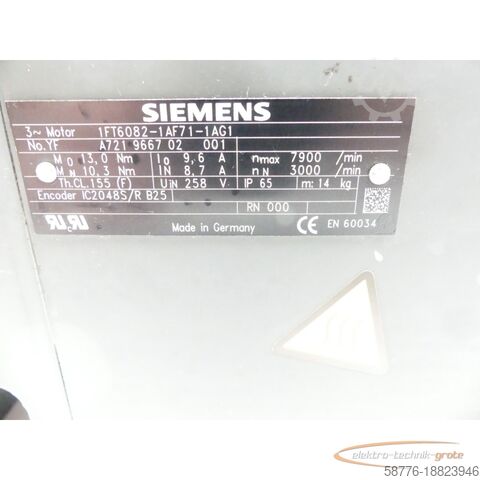 SIEMENS
3~ Motor 1FT6082-1AF71-1AG1
No.YF A721 9667 02 001
M0 13,0 Nm I0 9,6 A nmax 7900 /min
MN 10,3 Nm IN 8,7 A nN 3000 /min
Th.CL.155 (F) UIN 258 V IP 65 m: 14 kg
Encoder IC2048S/R B25
RN 000
Made in Germany CE EN 60034
elektro-technik-grote
58776-18823946